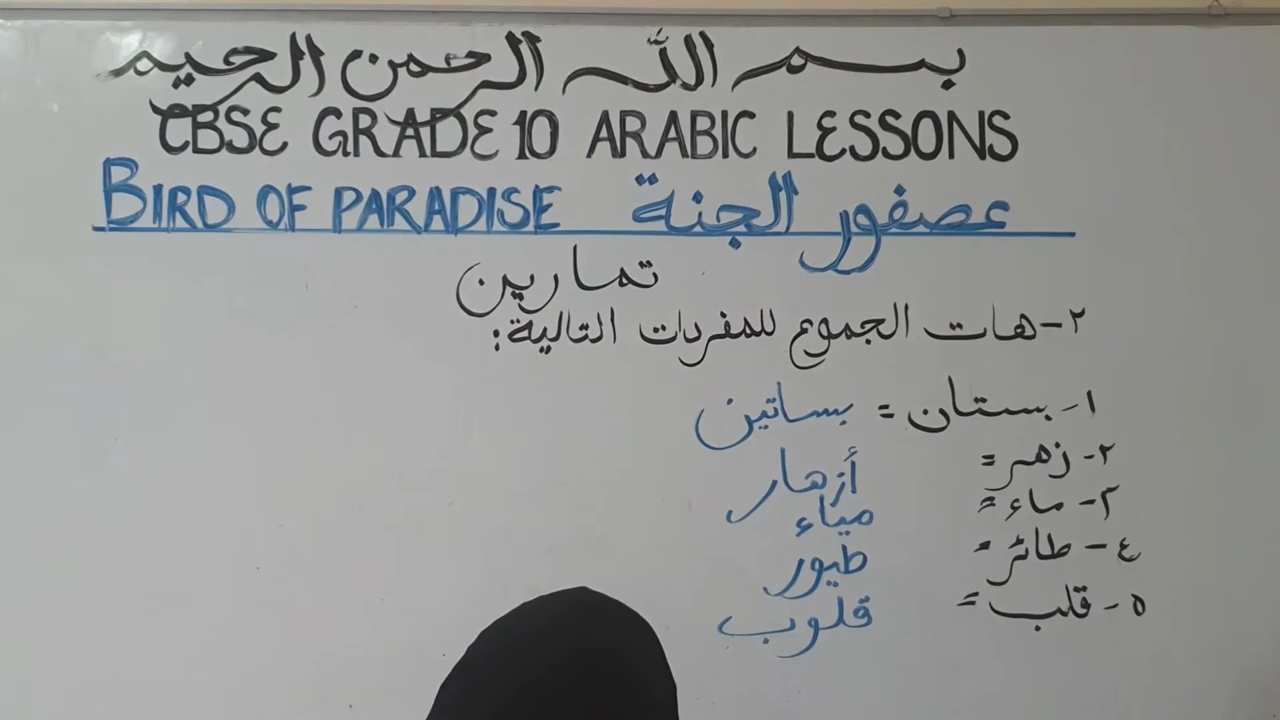 بسم الله الرحمن الرحيم
CBSE GRADE 10 ARABIC LESSONS
BIRD OF PARADISE عصفور الجنة
تمارين
٢- هات الجموع للمفردات التالية:
١- بستان = بساتين
٢- زهر = أزهار
٣- ماء = مياء
٤- طائر = طيور
٥- قلب = قلوب